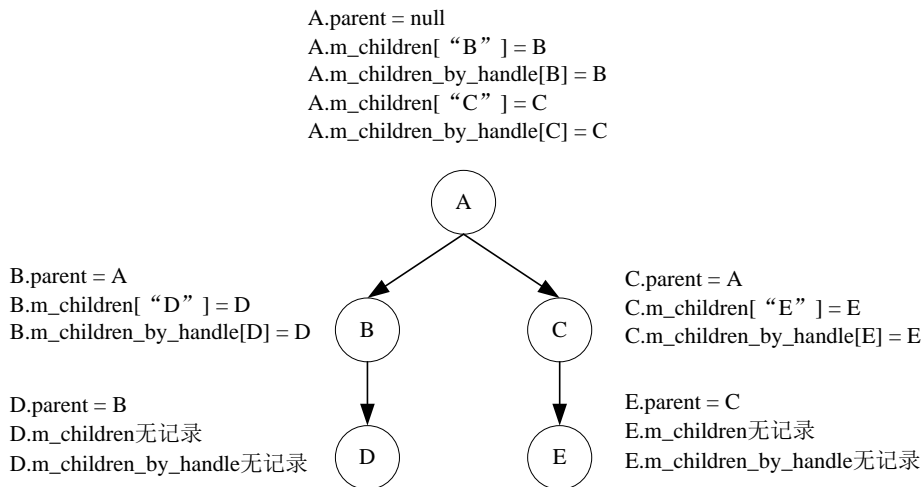 A.parent = null
A.m_children[ “B” ] = B
A.m_children_by_handle[B] = B
A.m_children[ “C” ] = C
A.m_children_by_handle[C] = C
A
B.parent = A
B.m_children[ “D” ] = D
B.m_children_by_handle[D] = D
B
C
C.parent = A
C.m_children[ “E” ] = E
C.m_children_by_handle[E] = E
D.parent = B
D.m_children无记录
D.m_children_by_handle无记录
D
E
E.parent = C
E.m_children无记录
E.m_children_by_handle无记录